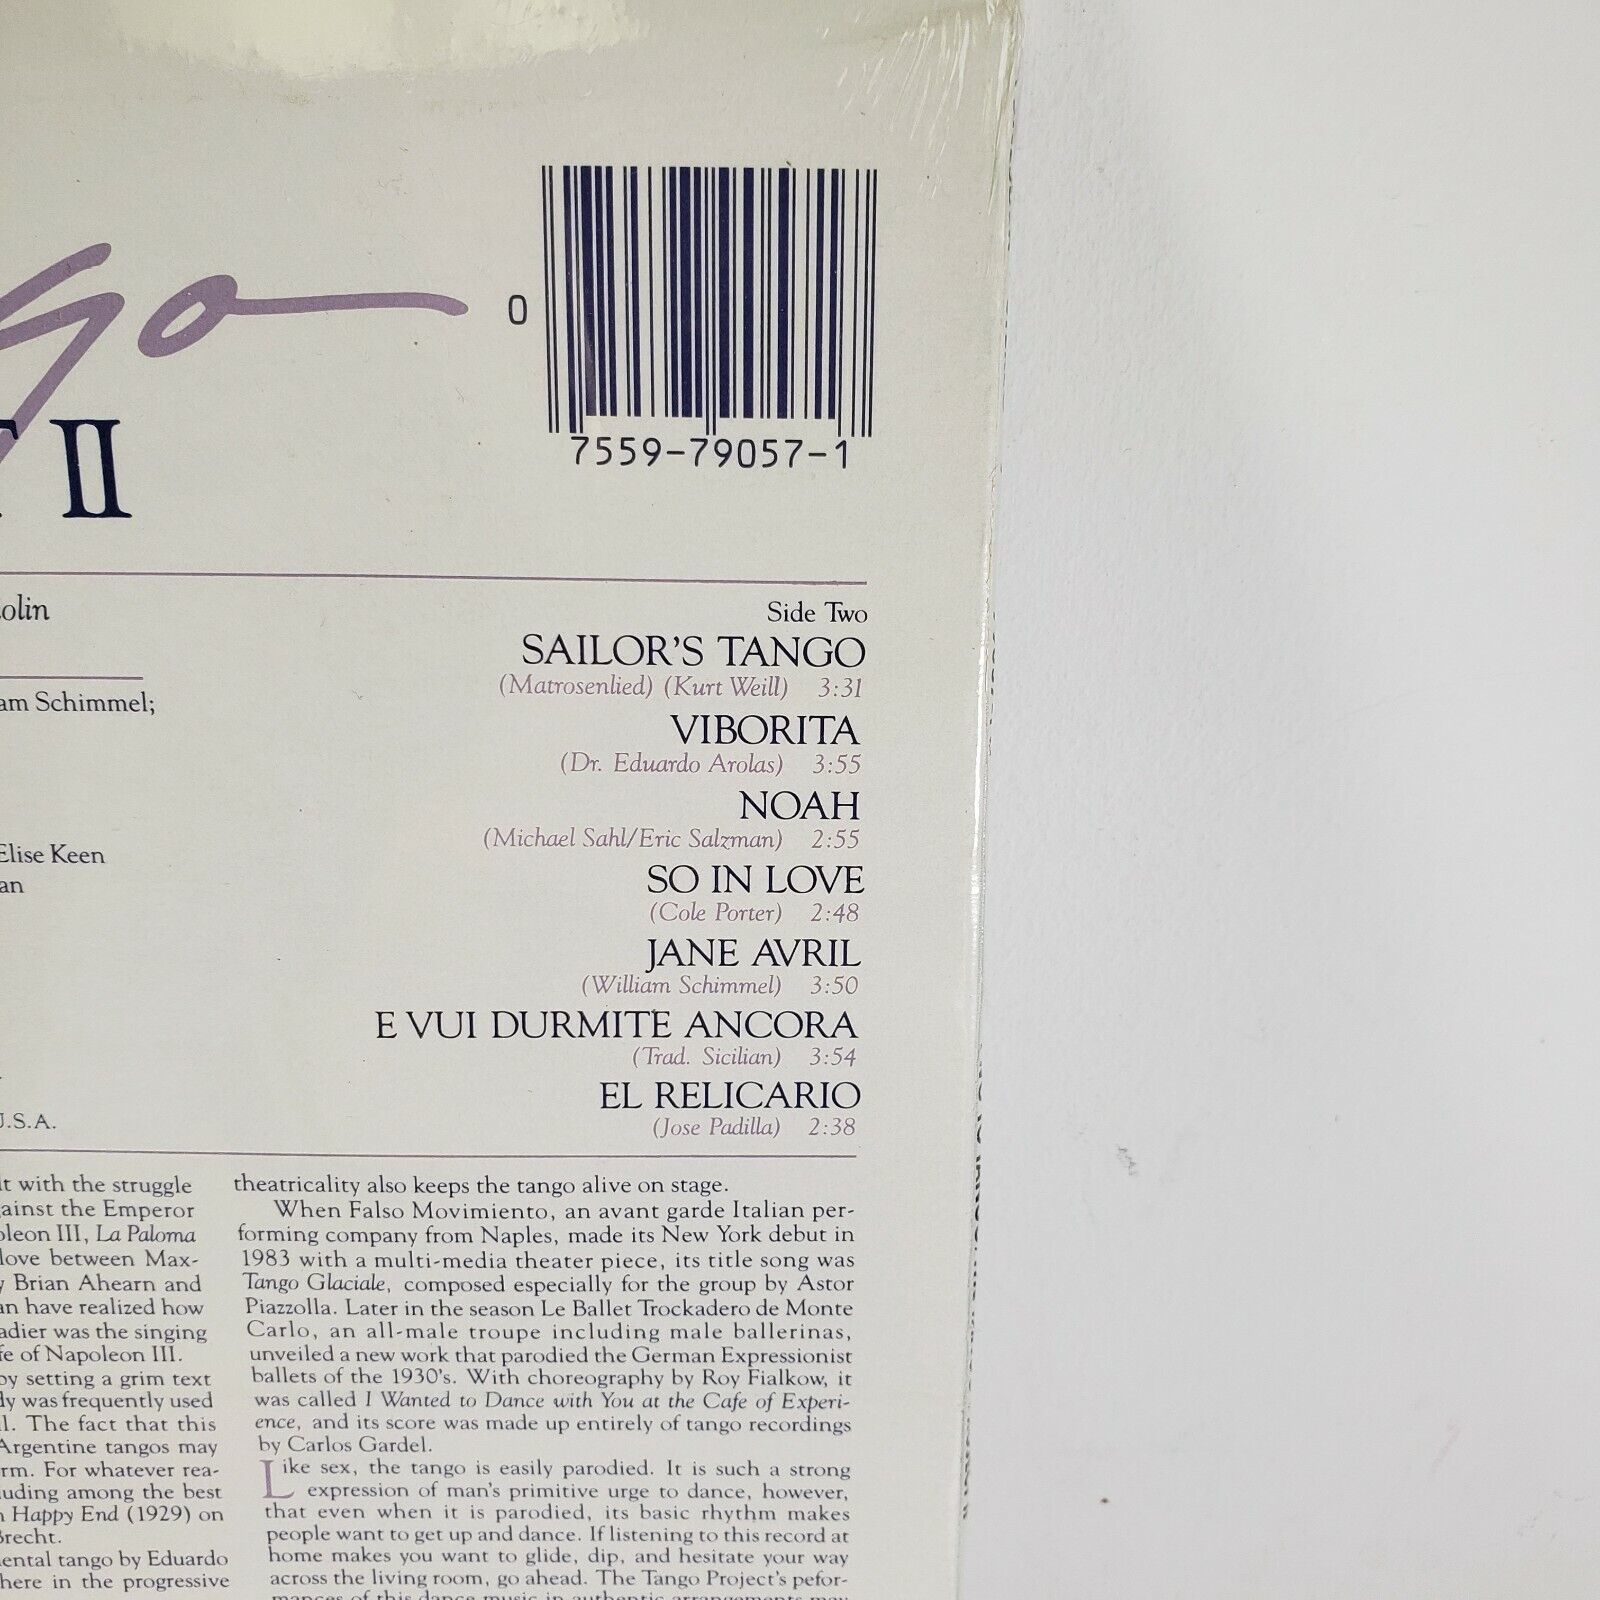 go
0
7559-79057-1
II
Side Two
SAILOR'S TANGO
(Matrosenlied) (Kurt Weill) 3:31
VIBORITA
(Dr. Eduardo Arolas) 3:55
NOAH
(Michael Sahl/Eric Salzman) 2:55
SO IN LOVE
(Cole Porter) 2:48
JANE AVRIL
(William Schimmel) 3:50
E VUI DURMITE ANCORA
(Trad. Sicilian) 3:54
EL RELICARIO
(Jose Padilla) 2:38
olin
am Schimmel;
Elise Keen
an
U.S.A.
lt with the struggle
gainst the Emperor
oleon III, La Paloma
love between Max-
y Brian Ahearn and
an have realized how
adier was the singing
fe of Napoleon III.
by setting a grim text
dy was frequently used
ll. The fact that this
Argentine tangos may
rm. For whatever rea-
luding among the best
n Happy End (1929) on
Brecht.
ental tango by Eduardo
here in the progressive
theatricality also keeps the tango alive on stage.
When Falso Movimiento, an avant garde Italian per-
forming company from Naples, made its New York debut in
1983 with a multi-media theater piece, its title song was
Tango Glaciale, composed especially for the group by Astor
Piazzolla. Later in the season Le Ballet Trockadero de Monte
Carlo, an all-male troupe including male ballerinas,
unveiled a new work that parodied the German Expressionist
ballets of the 1930's. With choreography by Roy Fialkow, it
was called I Wanted to Dance with You at the Cafe of Experi-
ence, and its score was made up entirely of tango recordings
by Carlos Gardel.
Like sex, the tango is easily parodied. It is such a strong
expression of man's primitive urge to dance, however,
that even when it is parodied, its basic rhythm makes
people want to get up and dance. If listening to this record at
home makes you want to glide, dip, and hesitate your way
across the living room, go ahead. The Tango Project's pefor-
mances of this dance music in authentic arrangements may